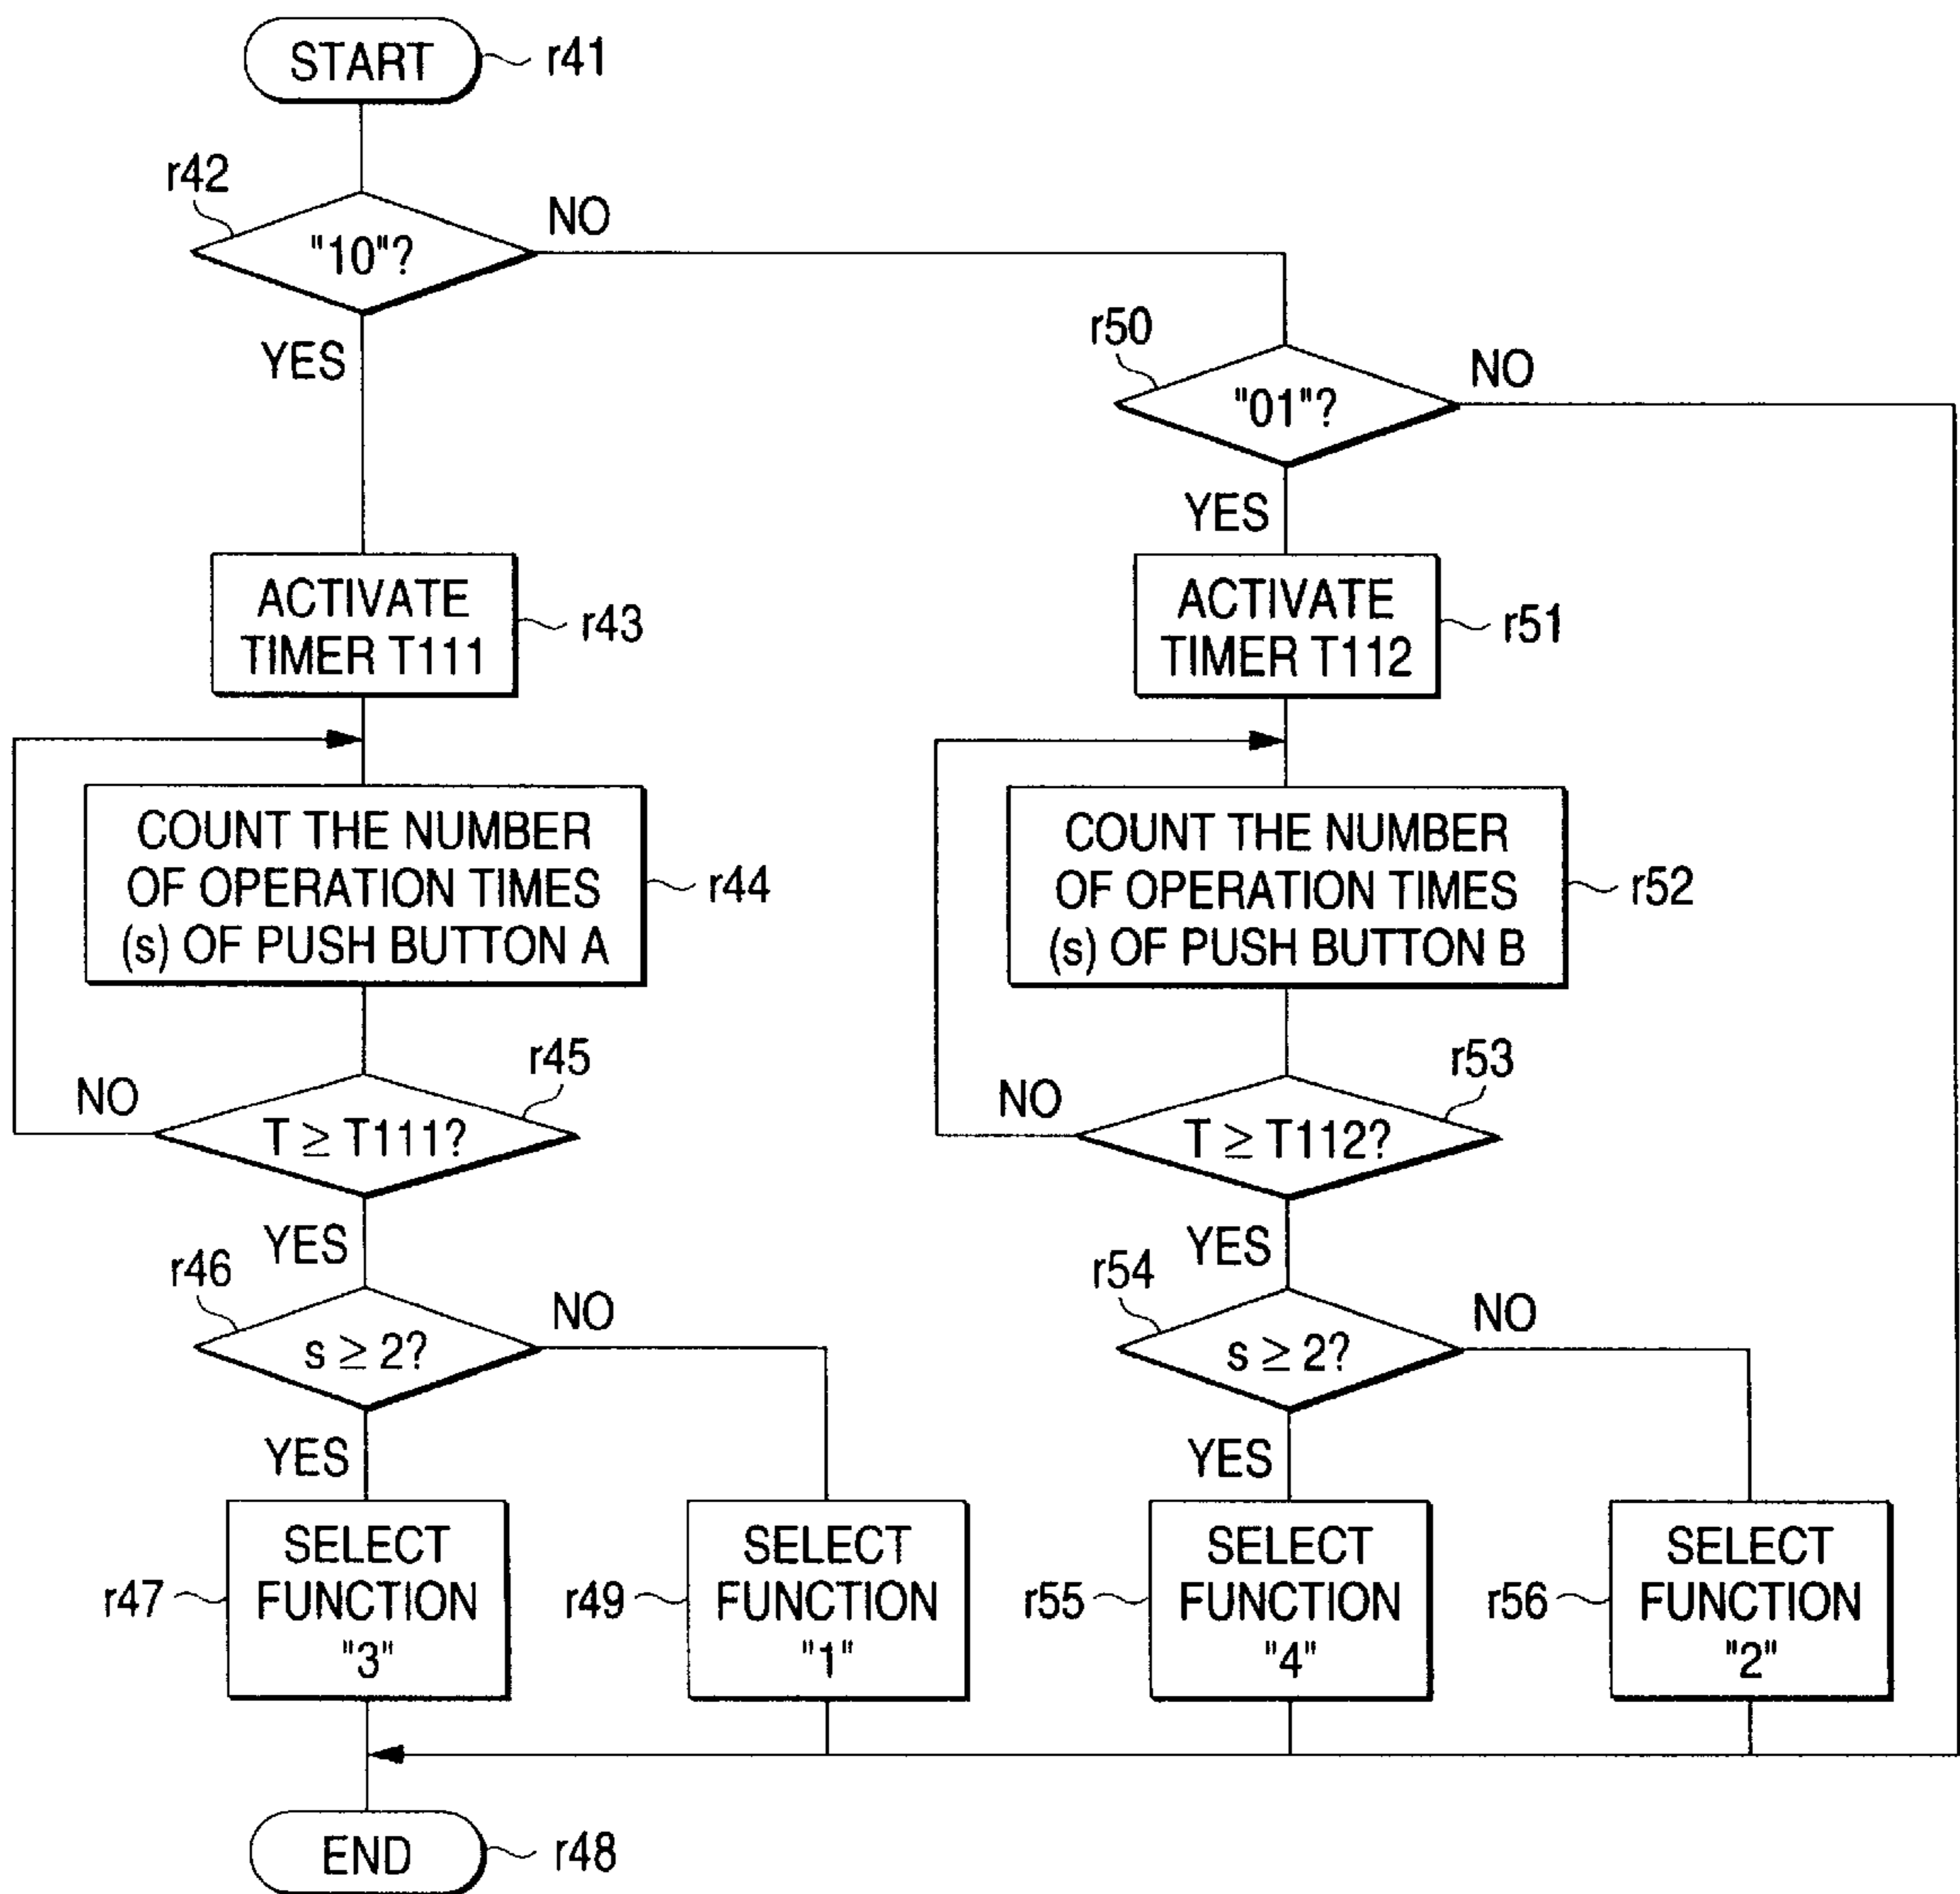 START
r41
r42
"10"?
NO
YES
r50
"01"?
NO
YES
ACTIVATE
TIMER T111
r43
ACTIVATE
TIMER T112
r51
COUNT THE NUMBER
OF OPERATION TIMES
(s) OF PUSH BUTTON A
r44
COUNT THE NUMBER
OF OPERATION TIMES
(s) OF PUSH BUTTON B
r52
r45
NO
T ≥ T111?
YES
r53
NO
T ≥ T112?
YES
r46
s ≥ 2?
NO
YES
r54
s ≥ 2?
NO
YES
SELECT
FUNCTION
"3"
r47
SELECT
FUNCTION
"1"
r49
SELECT
FUNCTION
"4"
r55
SELECT
FUNCTION
"2"
r56
END
r48